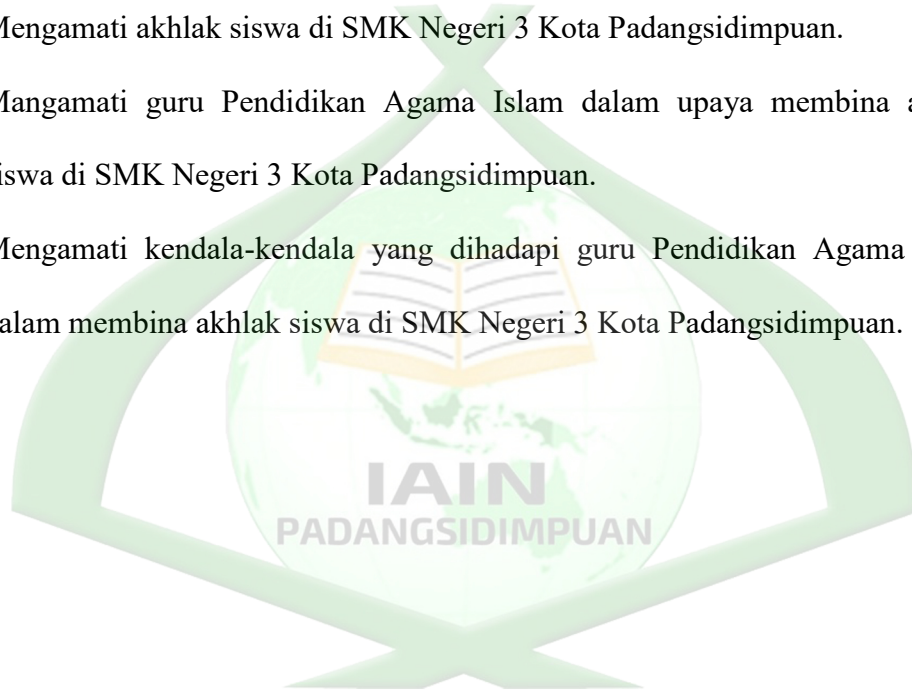 Mengamati akhlak siswa di SMK Negeri 3 Kota Padangsidimpuan.
Mangamati guru Pendidikan Agama Islam dalam upaya membina
siswa di SMK Negeri 3 Kota Padangsidimpuan.
Mengamati kendala-kendala yang dihadapi guru Pendidikan Agama
dalam membina akhlak siswa di SMK Negeri 3 Kota Padangsidimpuan.
IAIN
PADANGSIDIMPUAN